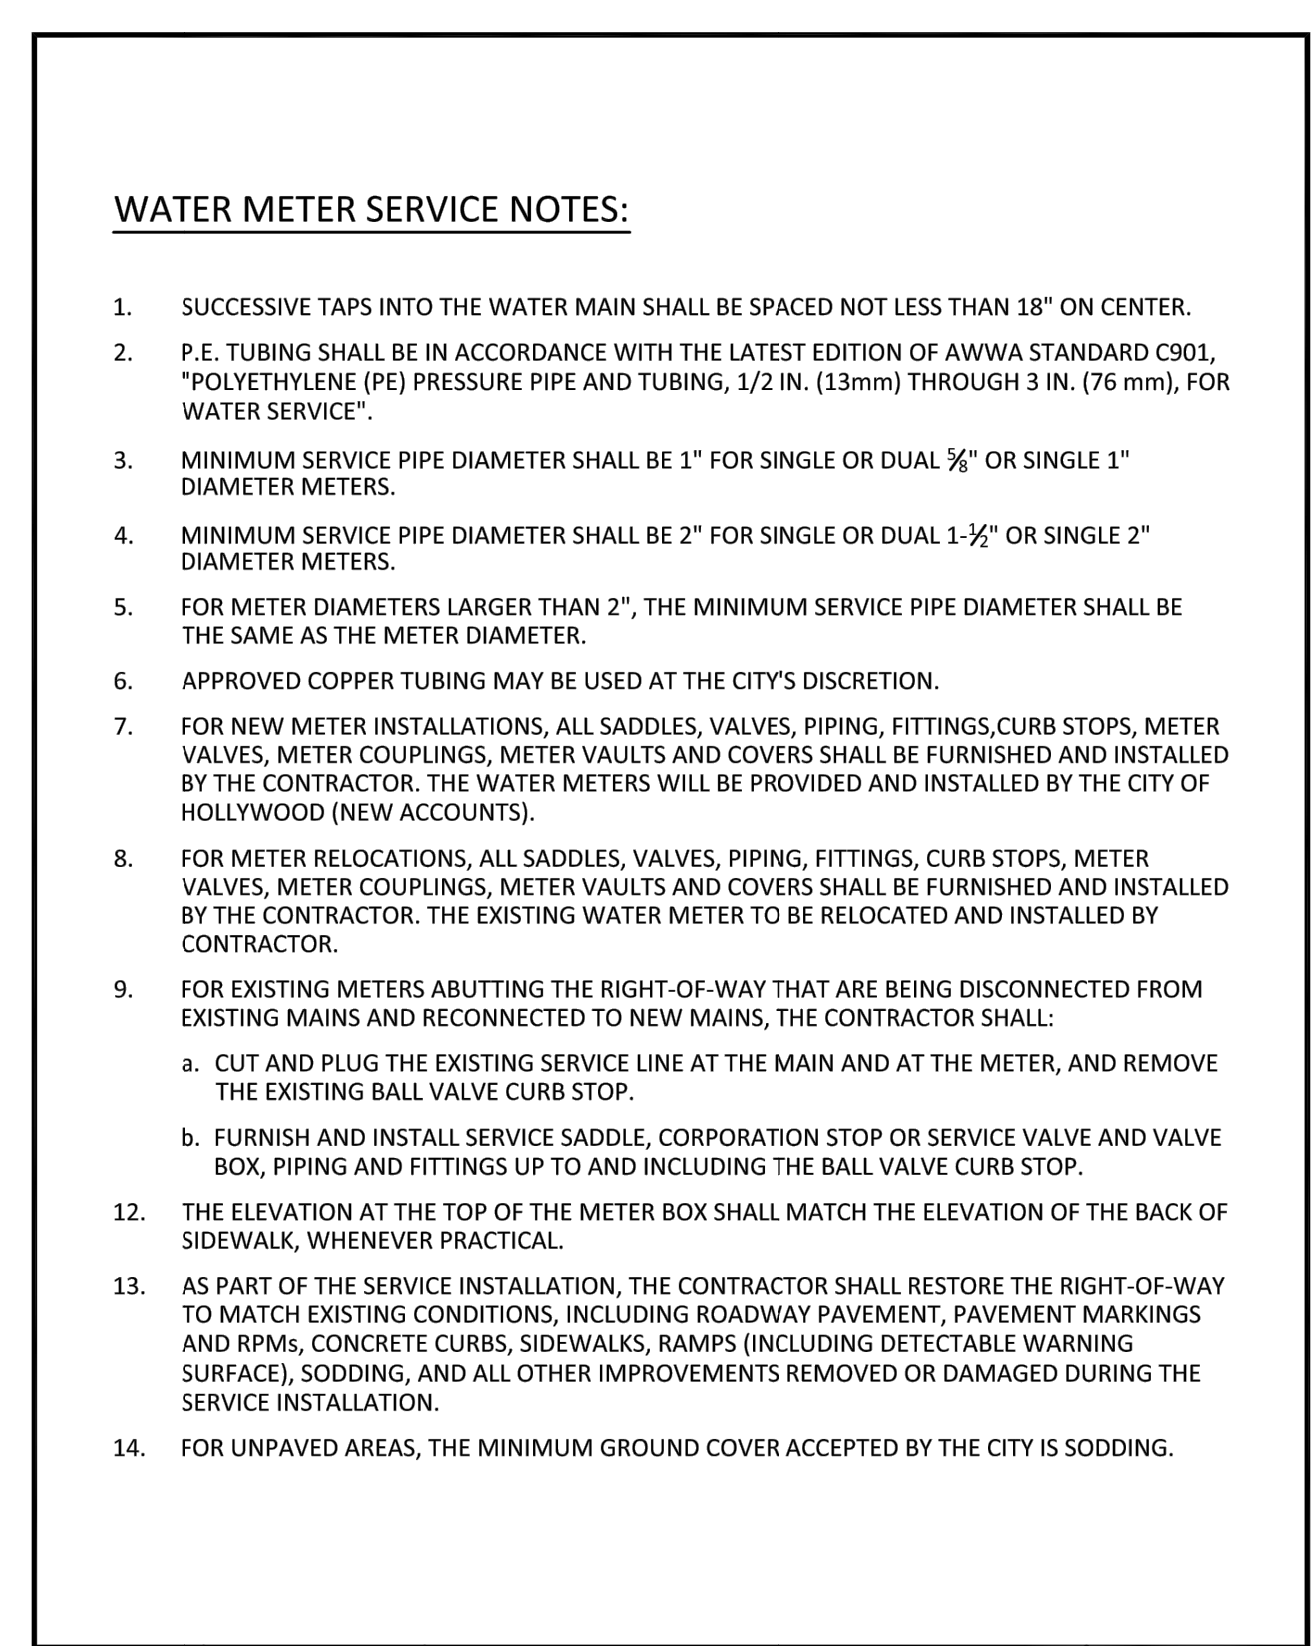 WATER METER SERVICE NOTES:
1. SUCCESSIVE TAPS INTO THE WATER MAIN SHALL BE SPACED NOT LESS THAN 18" ON CENTER.
2. P.E. TUBING SHALL BE IN ACCORDANCE WITH THE LATEST EDITION OF AWWA STANDARD C901,
"POLYETHYLENE (PE) PRESSURE PIPE AND TUBING, 1/2 IN. (13mm) THROUGH 3 IN. (76 mm), FOR
WATER SERVICE".
3. MINIMUM SERVICE PIPE DIAMETER SHALL BE 1" FOR SINGLE OR DUAL ⅝" OR SINGLE 1"
DIAMETER METERS.
4. MINIMUM SERVICE PIPE DIAMETER SHALL BE 2" FOR SINGLE OR DUAL 1-½" OR SINGLE 2"
DIAMETER METERS.
5. FOR METER DIAMETERS LARGER THAN 2", THE MINIMUM SERVICE PIPE DIAMETER SHALL BE
THE SAME AS THE METER DIAMETER.
6. APPROVED COPPER TUBING MAY BE USED AT THE CITY'S DISCRETION.
7. FOR NEW METER INSTALLATIONS, ALL SADDLES, VALVES, PIPING, FITTINGS,CURB STOPS, METER
VALVES, METER COUPLINGS, METER VAULTS AND COVERS SHALL BE FURNISHED AND INSTALLED
BY THE CONTRACTOR. THE WATER METERS WILL BE PROVIDED AND INSTALLED BY THE CITY OF
HOLLYWOOD (NEW ACCOUNTS).
8. FOR METER RELOCATIONS, ALL SADDLES, VALVES, PIPING, FITTINGS, CURB STOPS, METER
VALVES, METER COUPLINGS, METER VAULTS AND COVERS SHALL BE FURNISHED AND INSTALLED
BY THE CONTRACTOR. THE EXISTING WATER METER TO BE RELOCATED AND INSTALLED BY
CONTRACTOR.
9. FOR EXISTING METERS ABUTTING THE RIGHT-OF-WAY THAT ARE BEING DISCONNECTED FROM
EXISTING MAINS AND RECONNECTED TO NEW MAINS, THE CONTRACTOR SHALL:
a. CUT AND PLUG THE EXISTING SERVICE LINE AT THE MAIN AND AT THE METER, AND REMOVE
THE EXISTING BALL VALVE CURB STOP.
b. FURNISH AND INSTALL SERVICE SADDLE, CORPORATION STOP OR SERVICE VALVE AND VALVE
BOX, PIPING AND FITTINGS UP TO AND INCLUDING THE BALL VALVE CURB STOP.
12. THE ELEVATION AT THE TOP OF THE METER BOX SHALL MATCH THE ELEVATION OF THE BACK OF
SIDEWALK, WHENEVER PRACTICAL.
13. AS PART OF THE SERVICE INSTALLATION, THE CONTRACTOR SHALL RESTORE THE RIGHT-OF-WAY
TO MATCH EXISTING CONDITIONS, INCLUDING ROADWAY PAVEMENT, PAVEMENT MARKINGS
AND RPMs, CONCRETE CURBS, SIDEWALKS, RAMPS (INCLUDING DETECTABLE WARNING
SURFACE), SODDING, AND ALL OTHER IMPROVEMENTS REMOVED OR DAMAGED DURING THE
SERVICE INSTALLATION.
14. FOR UNPAVED AREAS, THE MINIMUM GROUND COVER ACCEPTED BY THE CITY IS SODDING.